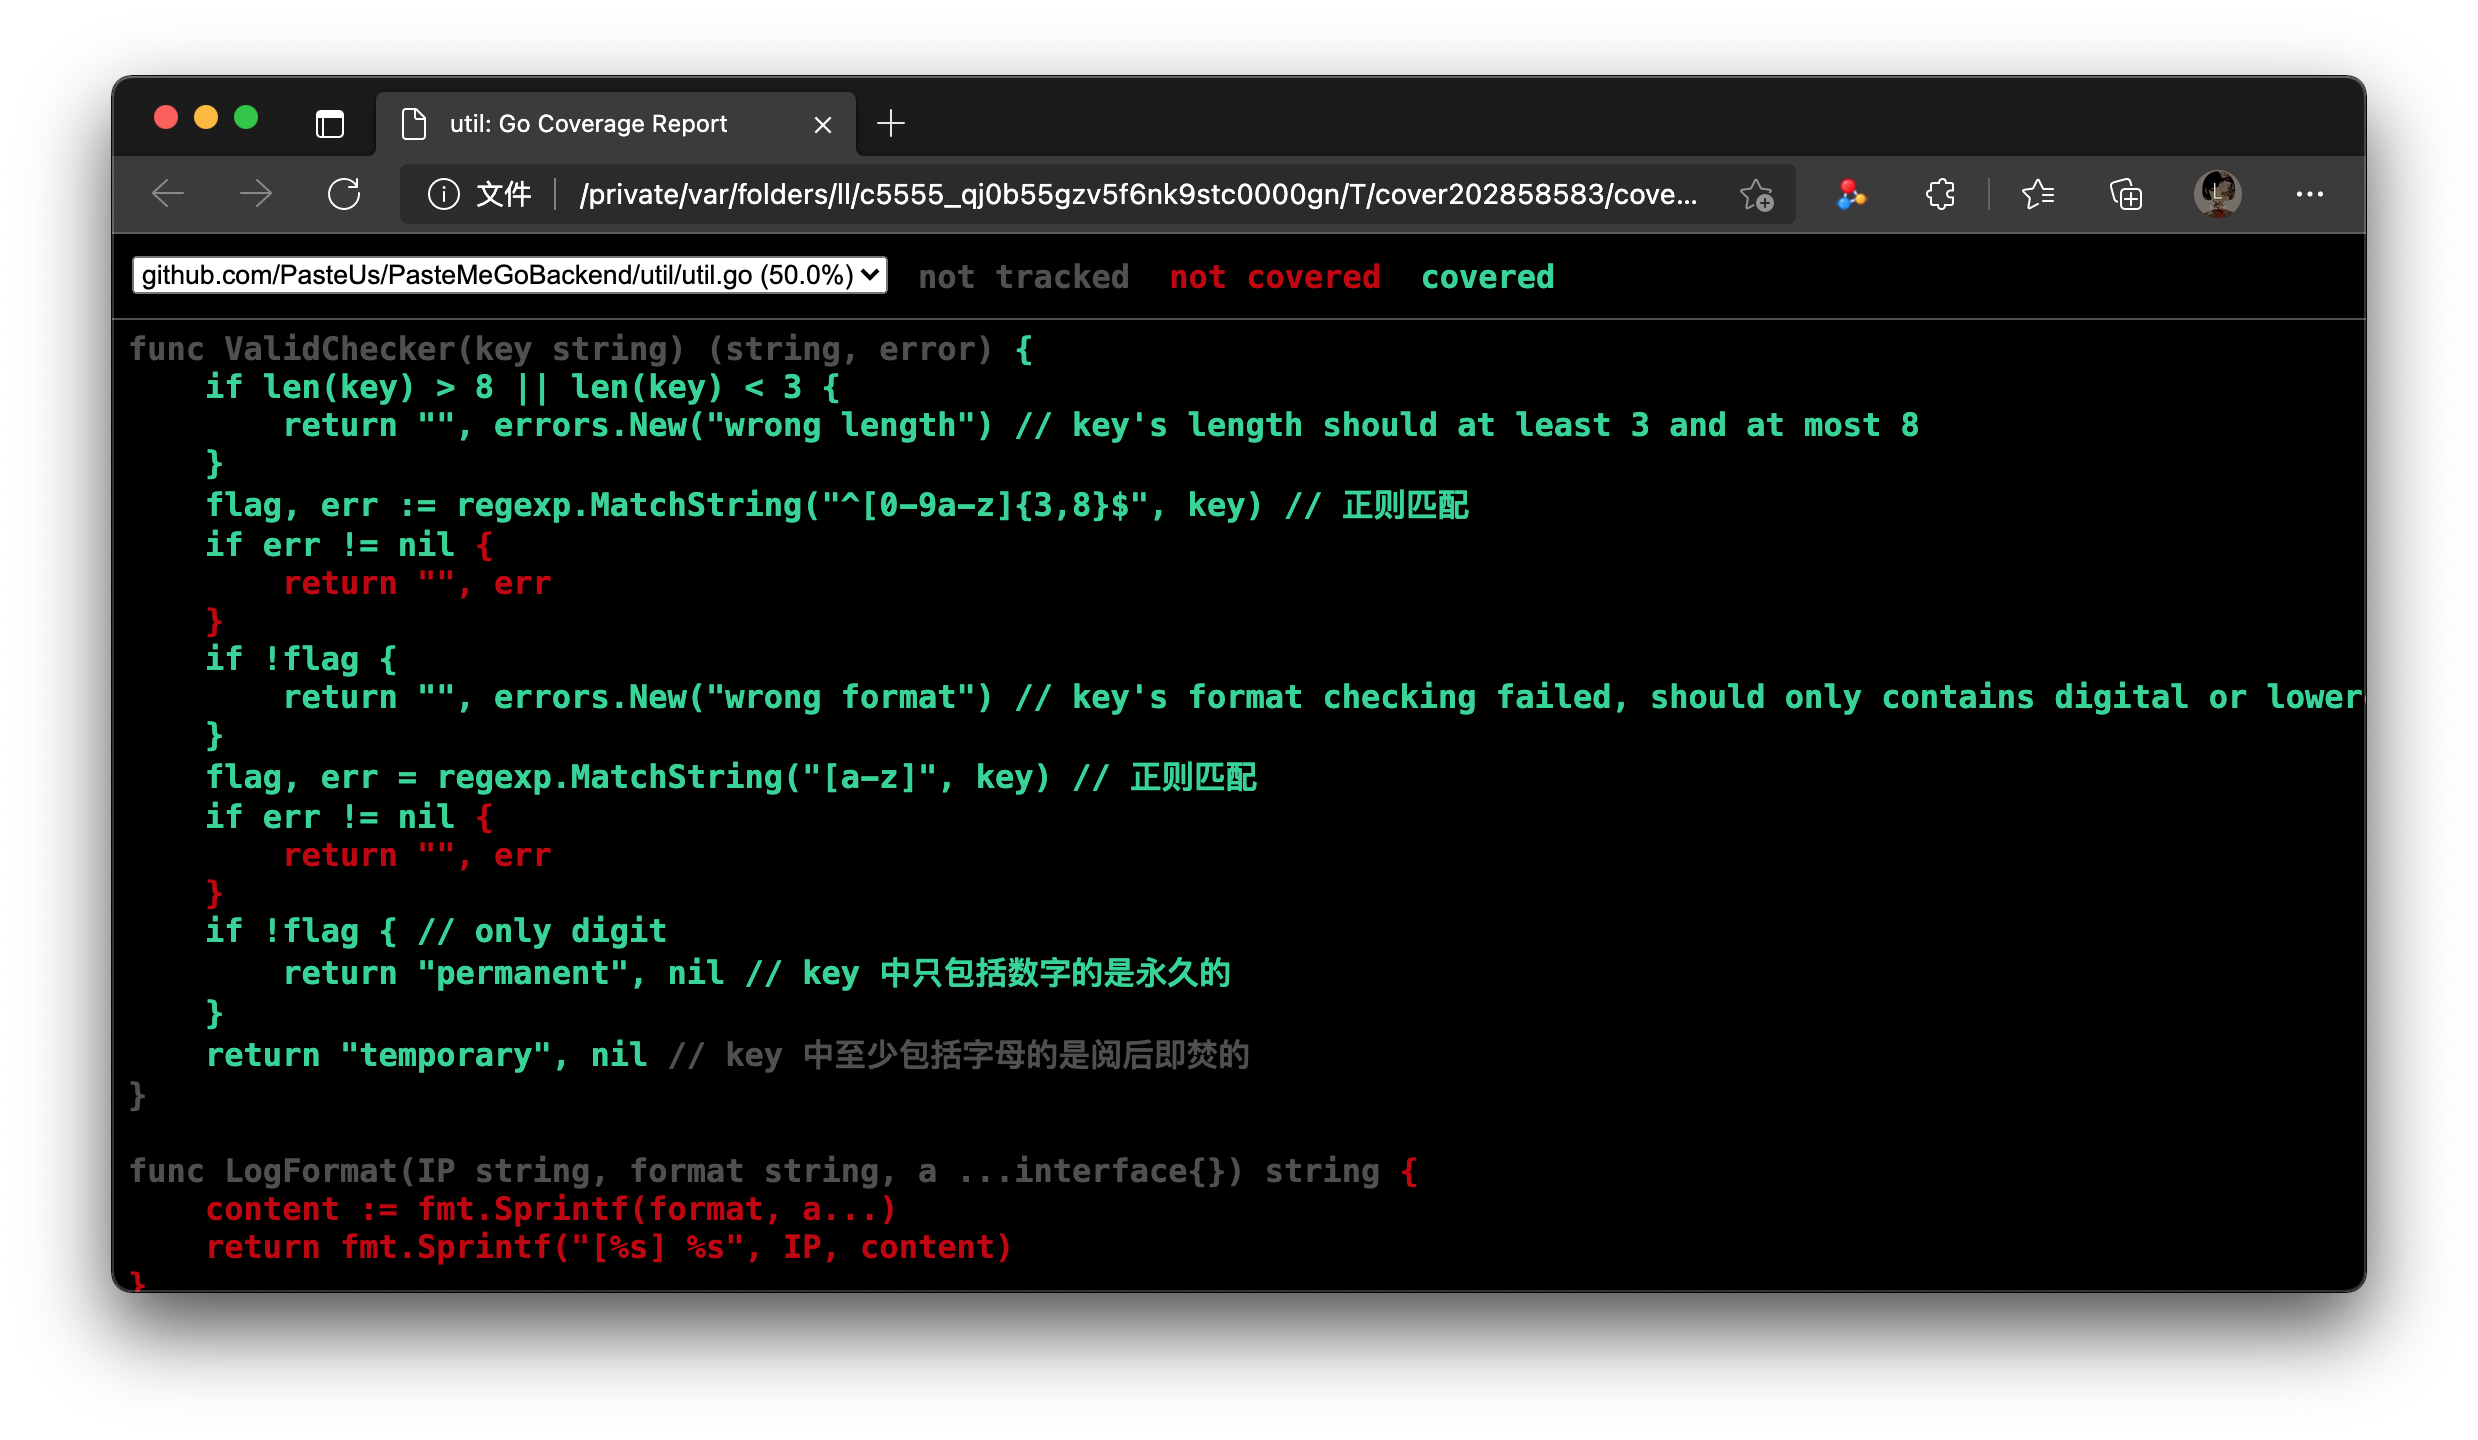 util: Go Coverage Report
文件 /private/var/folders/ll/c5555_qj0b55gzv5f6nk9stc0000gn/T/cover202858583/cove...
github.com/PasteUs/PasteMeGoBackend/util/util.go (50.0%) not tracked not covered covered
func ValidChecker(key string) (string, error) {
    if len(key) > 8 || len(key) < 3 {
        return "", errors.New("wrong length") // key's length should at least 3 and at most 8
    }
    flag, err := regexp.MatchString("^[0-9a-z]{3,8}$", key) // 正则匹配
    if err != nil {
        return "", err
    }
    if !flag {
        return "", errors.New("wrong format") // key's format checking failed, should only contains digital or lower
    }
    flag, err = regexp.MatchString("[a-z]", key) // 正则匹配
    if err != nil {
        return "", err
    }
    if !flag { // only digit
        return "permanent", nil // key 中只包括数字的是永久的
    }
    return "temporary", nil // key 中至少包括字母的是阅后即焚的
}
func LogFormat(IP string, format string, a ...interface{}) string {
    content := fmt.Sprintf(format, a...)
    return fmt.Sprintf("[%s] %s", IP, content)
}